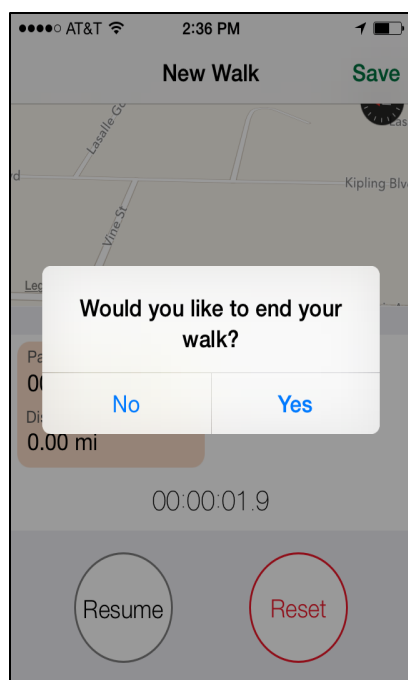 AT&T 2:36 PM
New Walk Save
Lasalle
Kipling
Vine St
Would you like to end your
walk?
No Yes
0.00 mi
00:00:01.9
Resume Reset